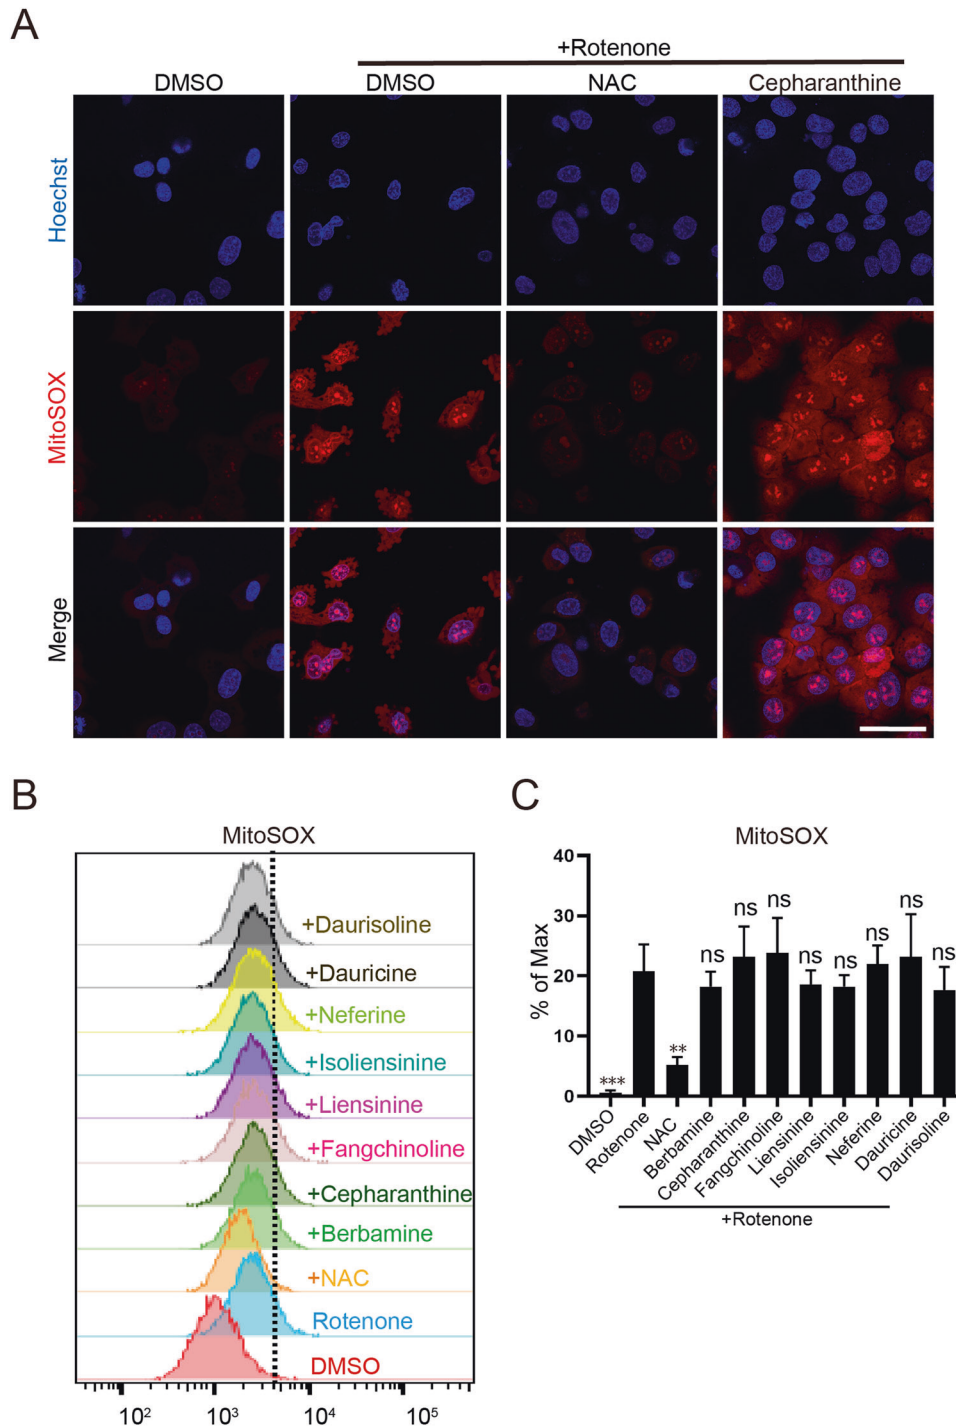 A
+Rotenone
DMSO DMSO NAC Cepharanthine
Hoechst
MitoSOX
Merge
B
MitoSOX
+Daurisoline
+Dauricine
+Neferine
+Isoliensinine
+Liensinine
+Fangchinoline
+Cepharanthine
+Berbamine
+NAC
Rotenone
DMSO
10² 10³ 10⁴ 10⁵
C
MitoSOX
% of Max
40
30
20
10
0
*** ** ns ns ns ns ns ns ns ns
DMSO
Rotenone
NAC
Berbamine
Cepharanthine
Fangchinoline
Liensinine
Isoliensinine
Neferine
Dauricine
Daurisoline
+Rotenone